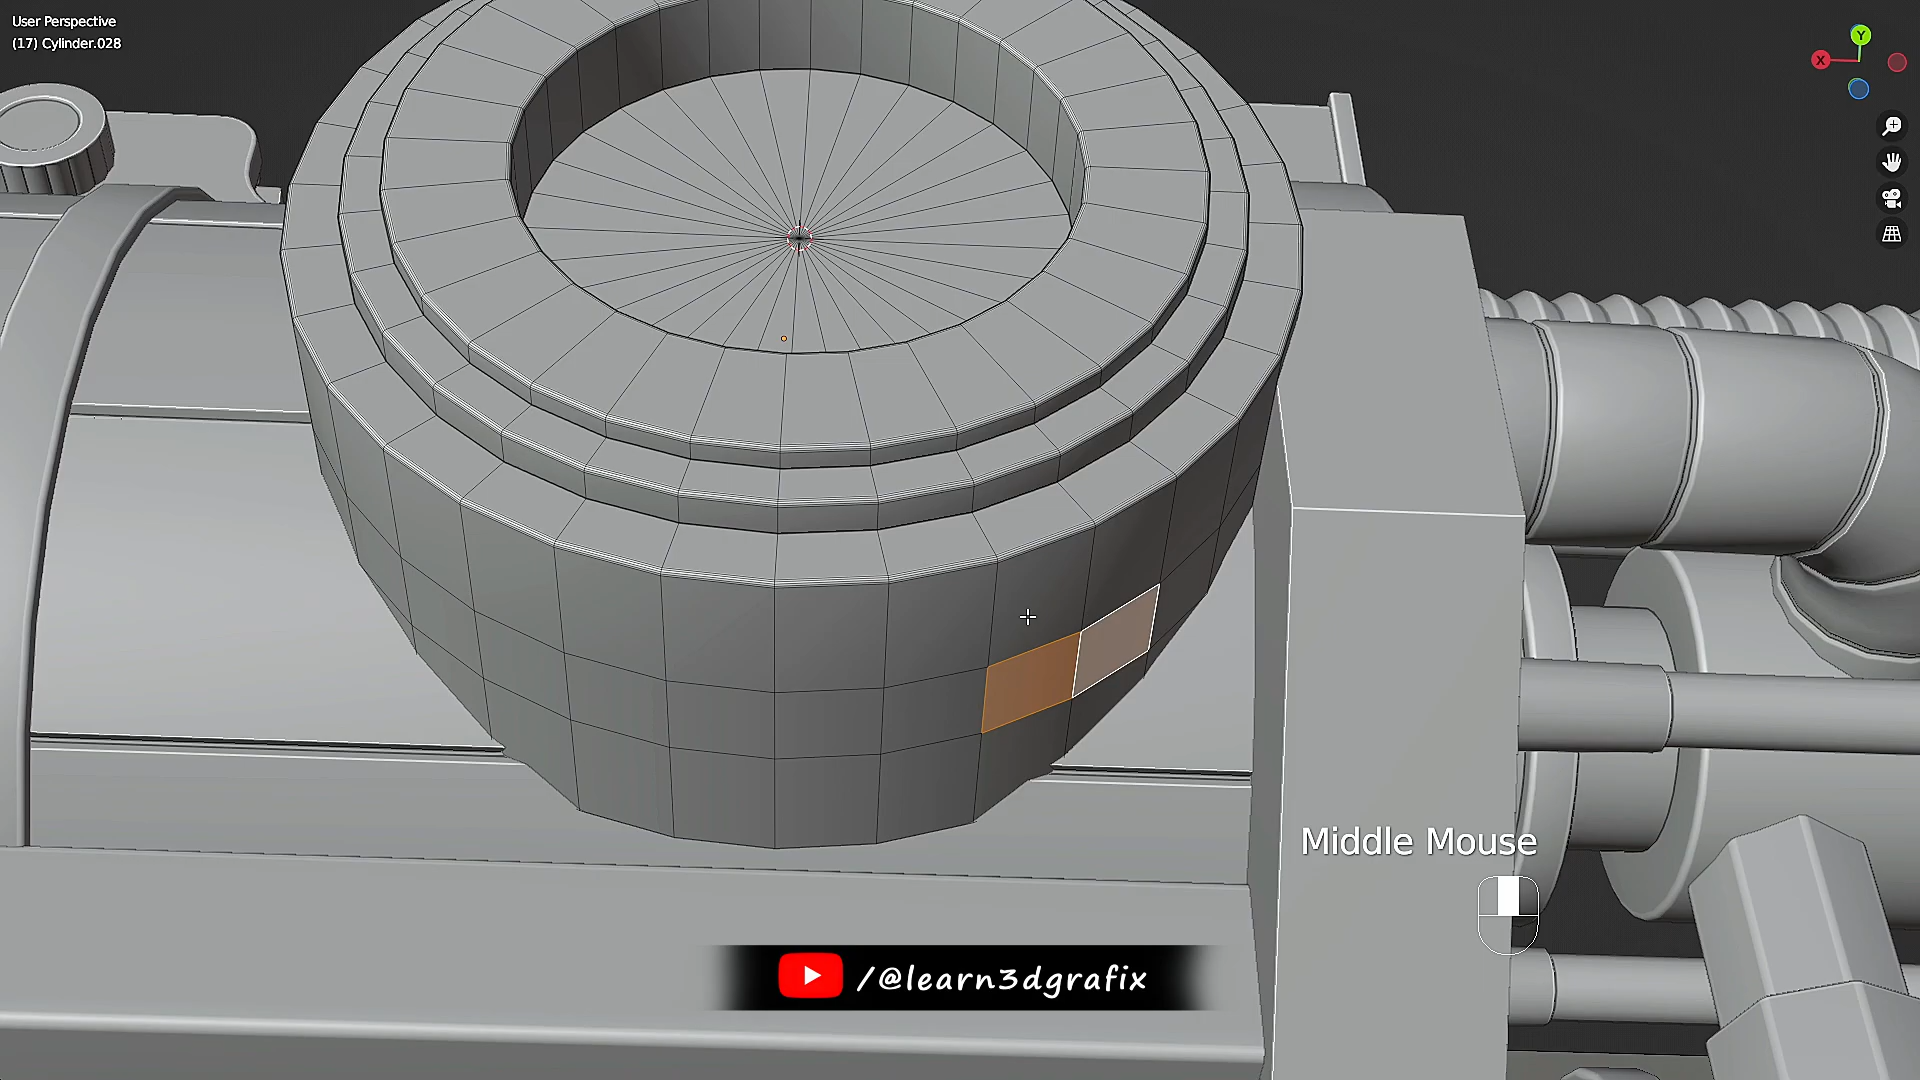 User Perspective
(17) Cylinder.028
Y
X
Middle Mouse
/@learn3dgrafix